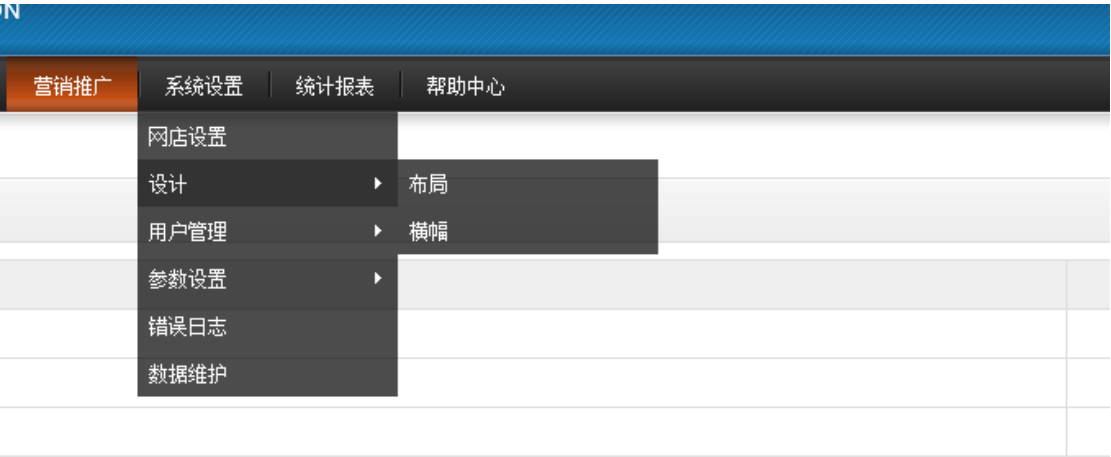 ON
营销推广 系统设置 统计报表 帮助中心
网店设置
设计 布局
用户管理 横幅
参数设置
错误日志
数据维护